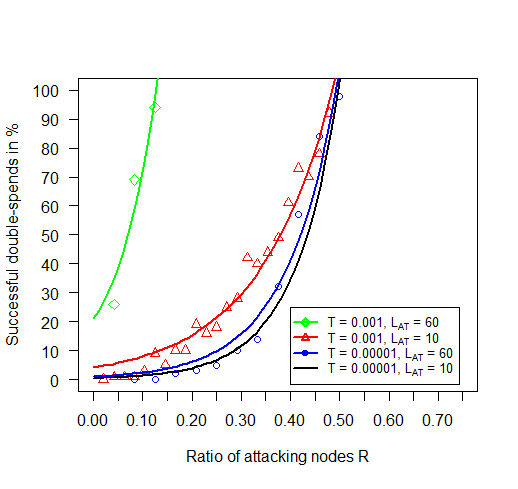 Successful double-spends in %
100
90
80
70
60
50
40
30
20
10
0
T = 0.001, LAT = 60
T = 0.001, LAT = 10
T = 0.00001, LAT = 60
T = 0.00001, LAT = 10
0.00 0.10 0.20 0.30 0.40 0.50 0.60 0.70
Ratio of attacking nodes R